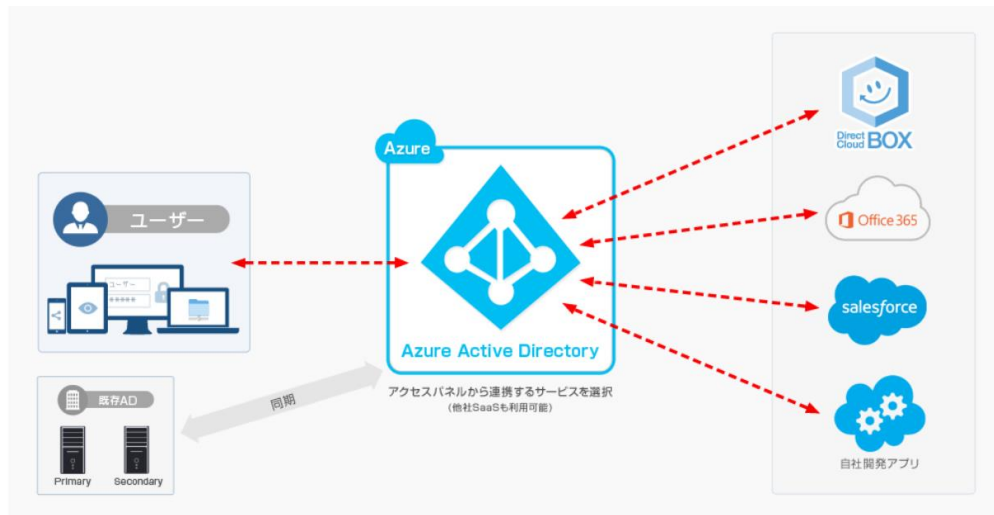 ユーザー
ユーザー
*****
既存AD
Primary
Secondary
同期
Azure
Azure Active Directory
アクセスパネルから連携するサービスを選択
(他社SaaSも利用可能)
Direct
Cloud BOX
Office 365
salesforce
自社開発アプリ